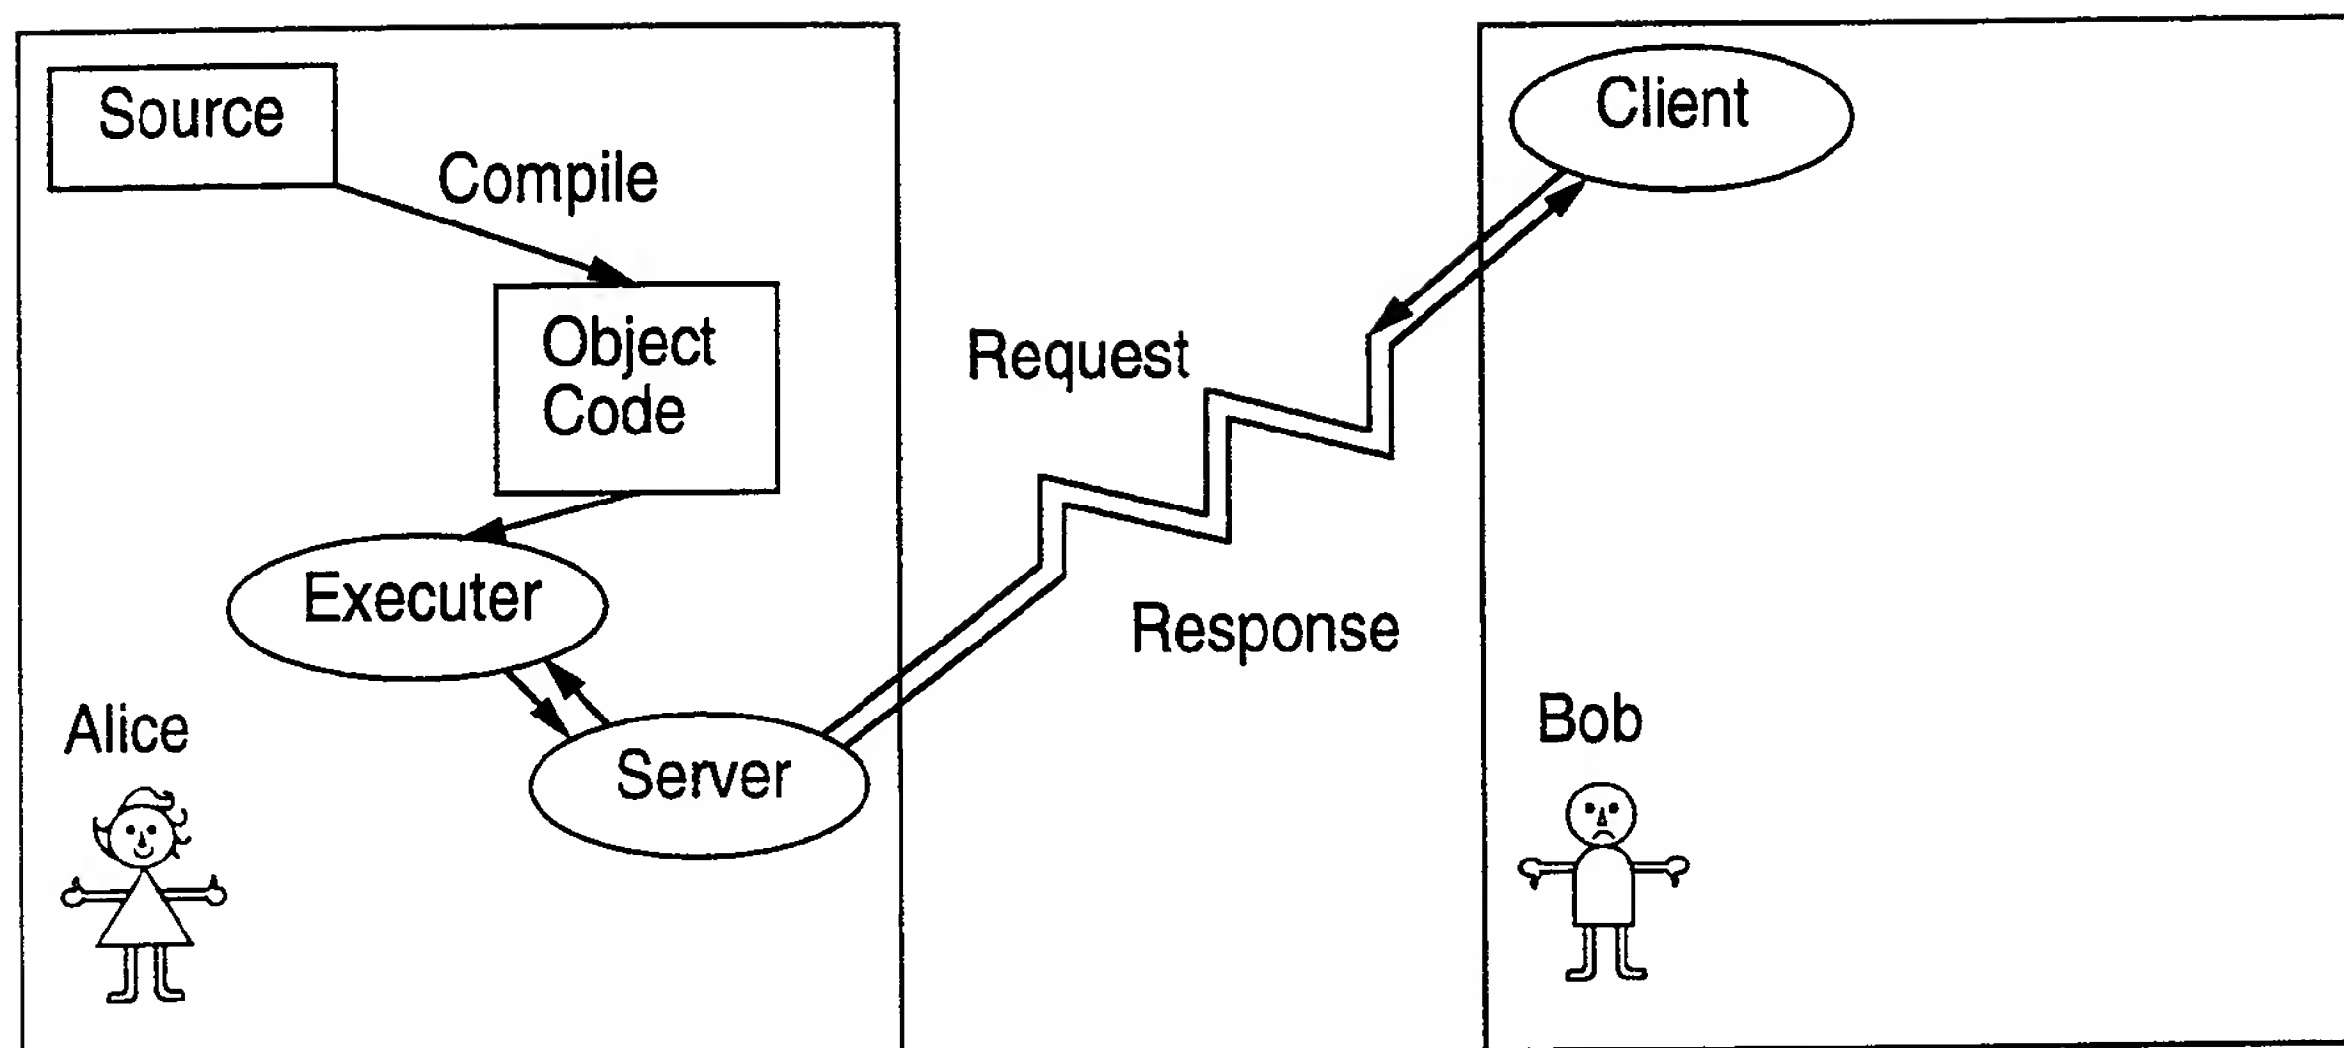 Source
Compile
Object
Code
Executer
Server
Alice
Request
Response
Client
Bob